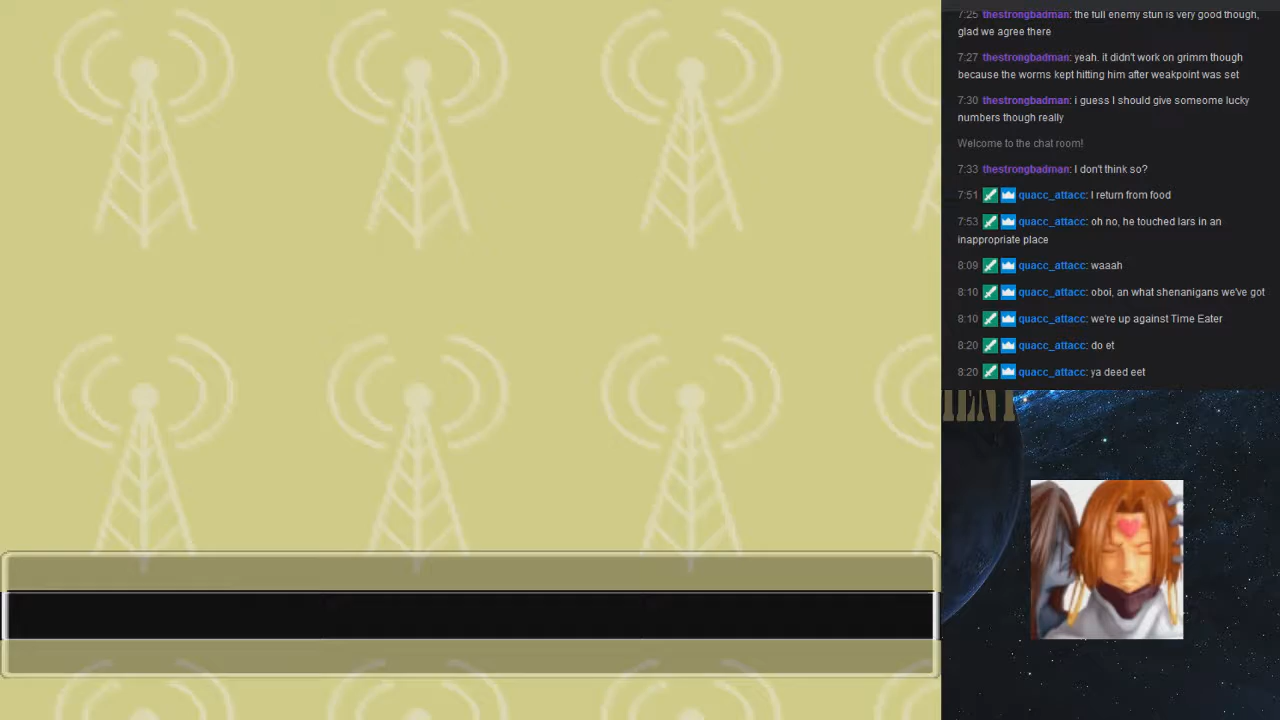 7:25 thestrongbadman: the full enemy stun is very good though,
glad we agree there
7:27 thestrongbadman: yeah. it didn't work on grimm though
because the worms kept hitting him after weakpoint was set
7:30 thestrongbadman: i guess I should give someome lucky
numbers though really
Welcome to the chat room!
7:33 thestrongbadman: I don't think so?
7:51 quacc_attacc: I return from food
7:53 quacc_attacc: oh no, he touched lars in an
inappropriate place
8:09 quacc_attacc: waaah
8:10 quacc_attacc: oboi, an what shenanigans we've got
8:10 quacc_attacc: we're up against Time Eater
8:20 quacc_attacc: do et
8:20 quacc_attacc: ya deed eet